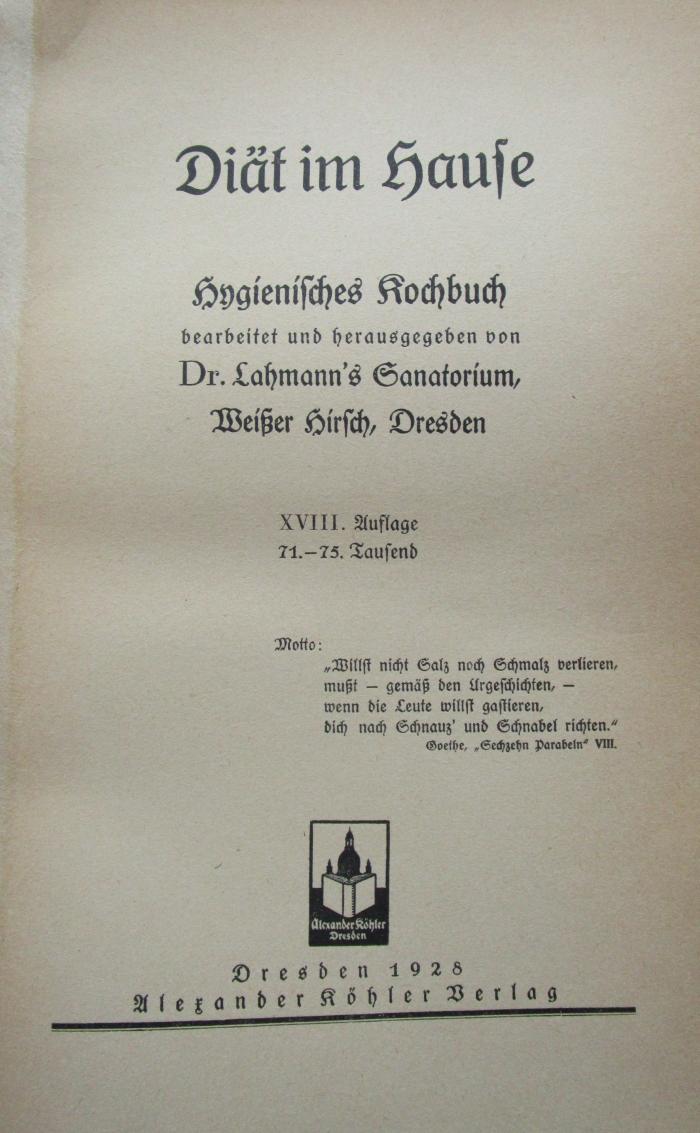 Diät im Hause
Hygienisches Kochbuch
bearbeitet und herausgegeben von
Dr. Lahmann's Sanatorium,
Weißer Hirsch, Dresden
XVIII. Auflage
71.–75. Tausend
Motto:
„Willst nicht Salz noch Schmalz verlieren,
mußt — gemäß den Urgeschichten, —
wenn die Leute willst gastieren,
dich nach Schnauz' und Schnabel richten.“
Goethe, „Sechzehn Parabeln“ VIII.
Alexander Köhler
Dresden
Dresden 1928
Alexander Köhler Verlag